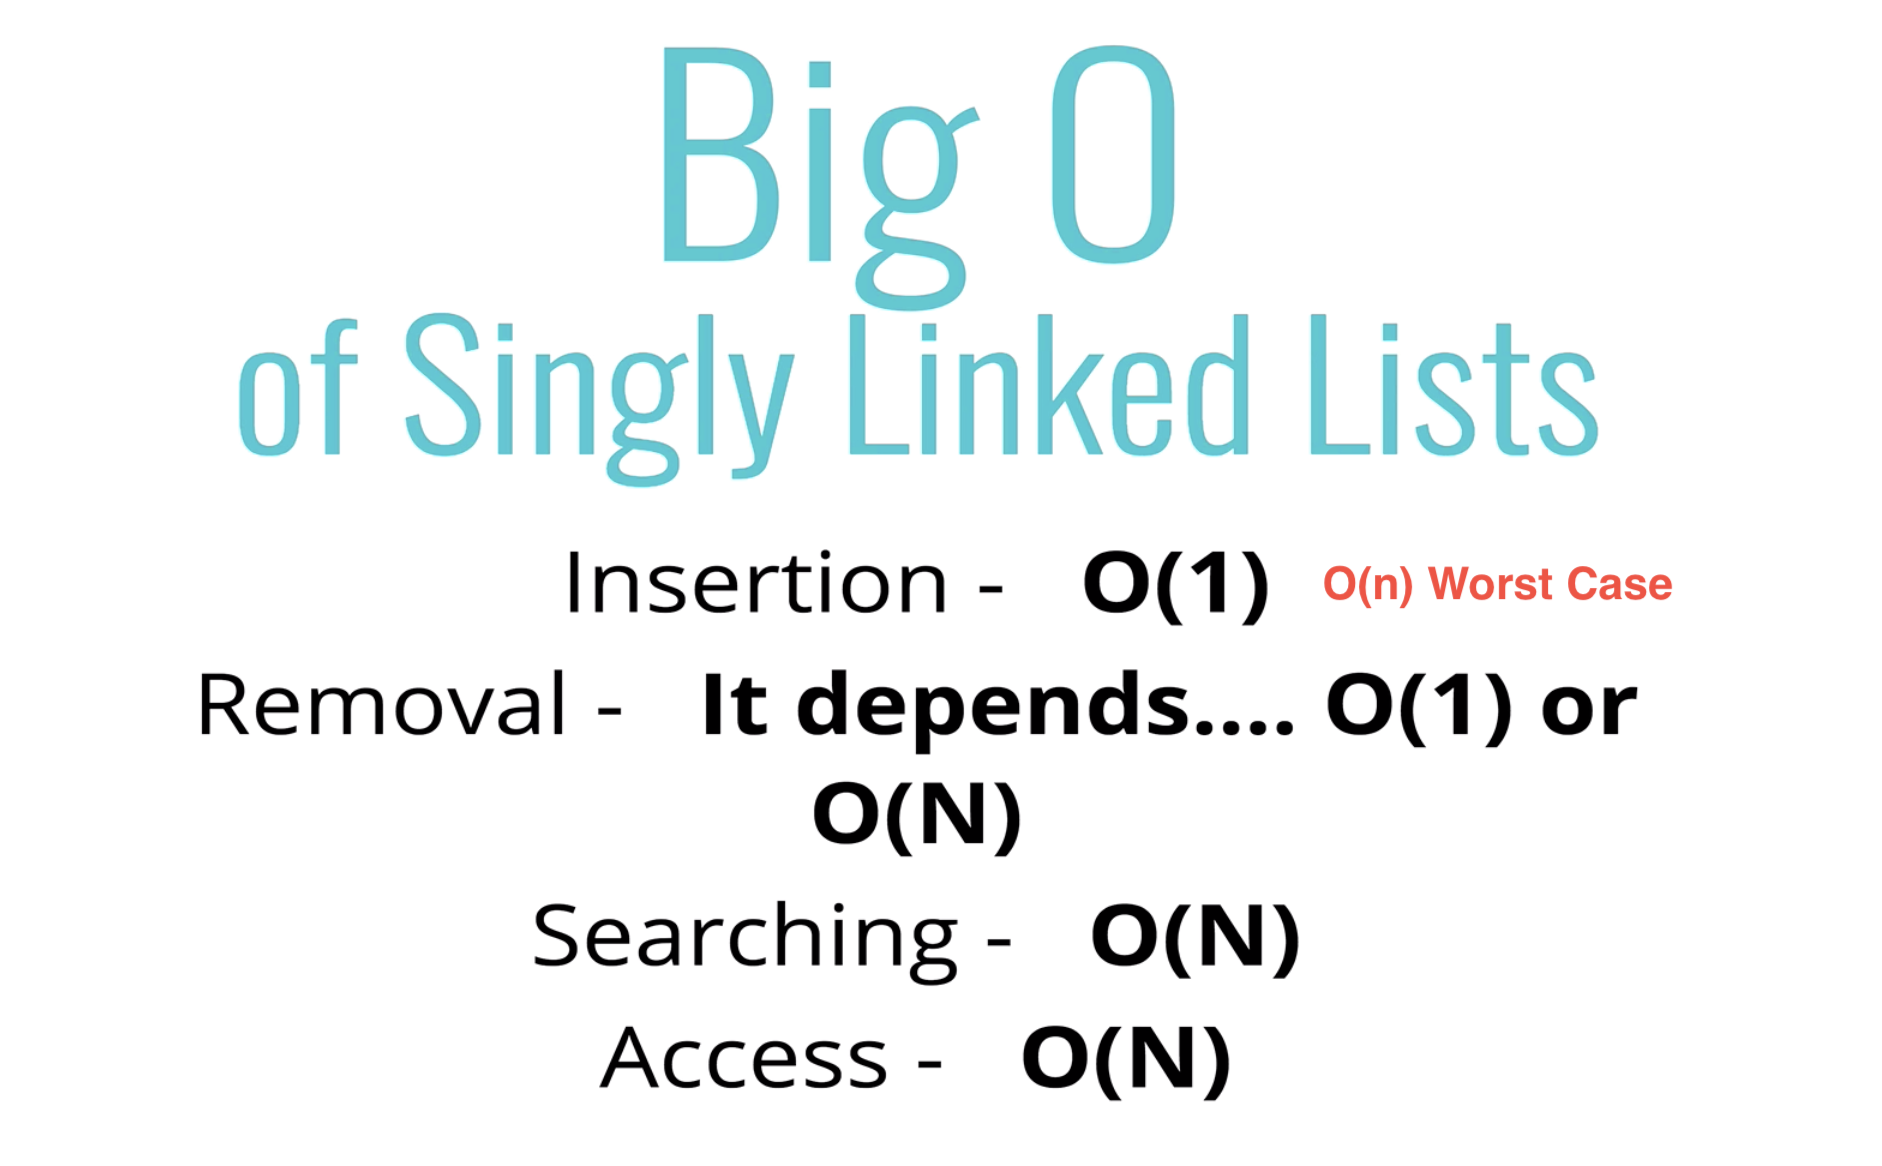 Big O
of Singly Linked Lists
Insertion - O(1) O(n) Worst Case
Removal - It depends.... O(1) or
O(N)
Searching - O(N)
Access - O(N)